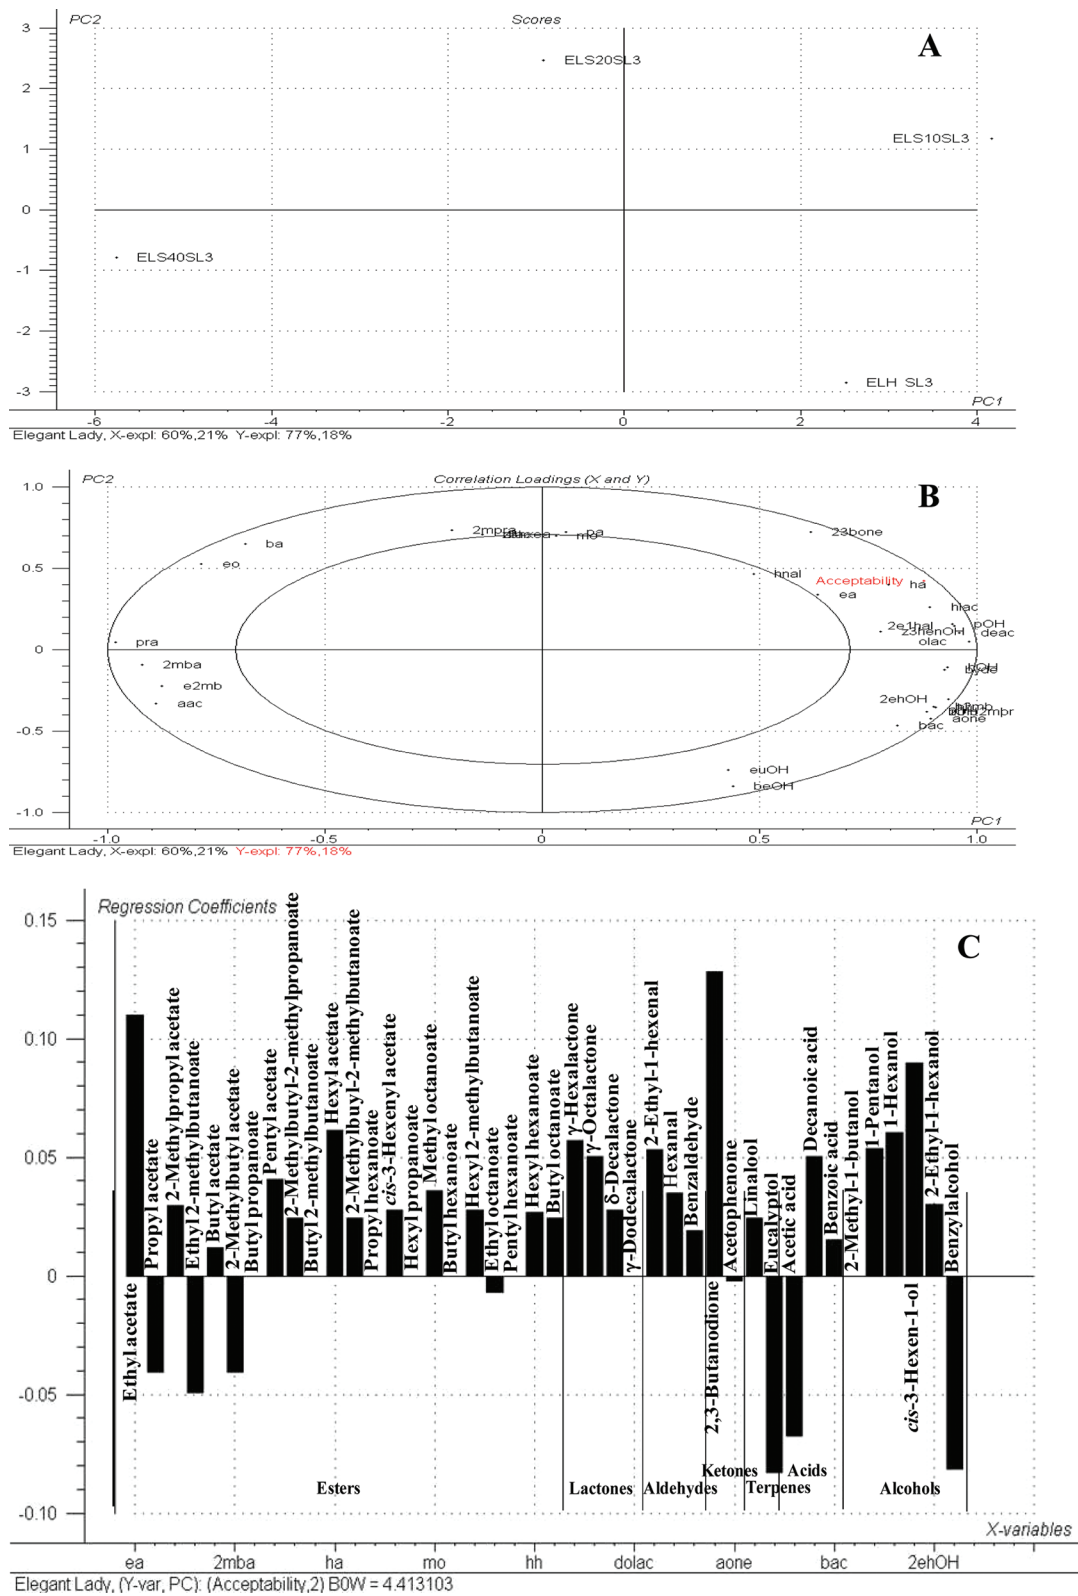 PC2
Scores
A
3
ELS20SL3
2
ELS10SL3
1
0
ELS40SL3
-1
-2
ELH SL3
-3
PC1
-6
-4
-2
0
2
4
Elegant Lady, X-expl: 60%,21% Y-expl: 77%,18%
PC2
Correlation Loadings (X and Y)
B
1.0
2mpra
pa
mo
23bone
ba
eo
0.5
hnal
Acceptability
ha
ea
hlac
2e1hal
pOH
z3henOH
deac
olac
pra
0
2mba
hOH
byde
e2mb
2ehOH
aac
aone
bac
-0.5
euOH
beOH
-1.0
PC1
-1.0
-0.5
0
0.5
1.0
Elegant Lady, X-expl: 60%,21% Y-expl: 77%,18%
Regression Coefficients
C
0.15
0.10
0.05
0
-0.05
-0.10
Ethyl acetate
Propyl acetate
2-Methylpropyl acetate
Ethyl 2-methylbutanoate
Butyl acetate
2-Methylbutyl acetate
Butyl propanoate
Pentyl acetate
2-Methylbutyl-2-methylpropanoate
Butyl 2-methylbutanoate
Hexyl acetate
2-Methylbuyl-2-methylbutanoate
Propyl hexanoate
cis-3-Hexenyl acetate
Hexyl propanoate
Methyl octanoate
Butyl hexanoate
Hexyl 2-methylbutanoate
Ethyl octanoate
Pentyl hexanoate
Hexyl hexanoate
Butyl octanoate
γ-Hexalactone
γ-Octalactone
δ-Decalactone
γ-Dodecalactone
2-Ethyl-1-hexenal
Hexanal
Benzaldehyde
2,3-Butanodione
Acetophenone
Linalool
Eucalyptol
Acetic acid
Decanoic acid
Benzoic acid
2-Methyl-1-butanol
1-Pentanol
1-Hexanol
cis-3-Hexen-1-ol
2-Ethyl-1-hexanol
Benzylalcohol
Esters
Lactones
Aldehydes
Ketones
Terpenes
Acids
Alcohols
X-variables
ea
2mba
ha
mo
hh
dolac
aone
bac
2ehOH
Elegant Lady, (Y-var, PC): (Acceptability,2) B0W = 4.413103